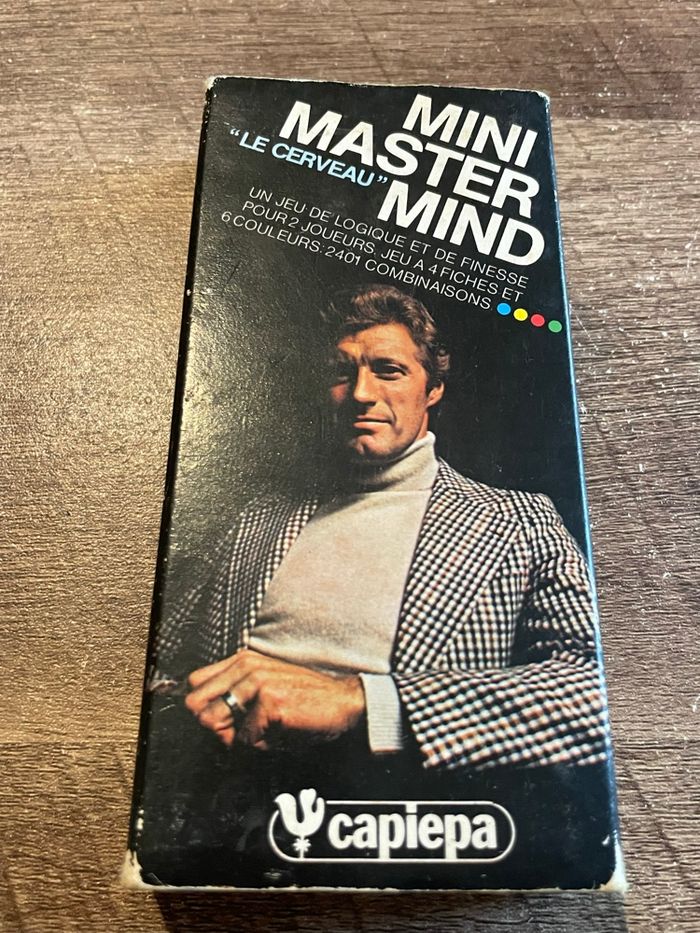 MINI
MASTER
"LE CERVEAU"
MIND
UN JEU DE LOGIQUE ET DE FINESSE
POUR 2 JOUEURS. JEU A 4 FICHES ET
6 COULEURS: 2401 COMBINAISONS.
capiepa